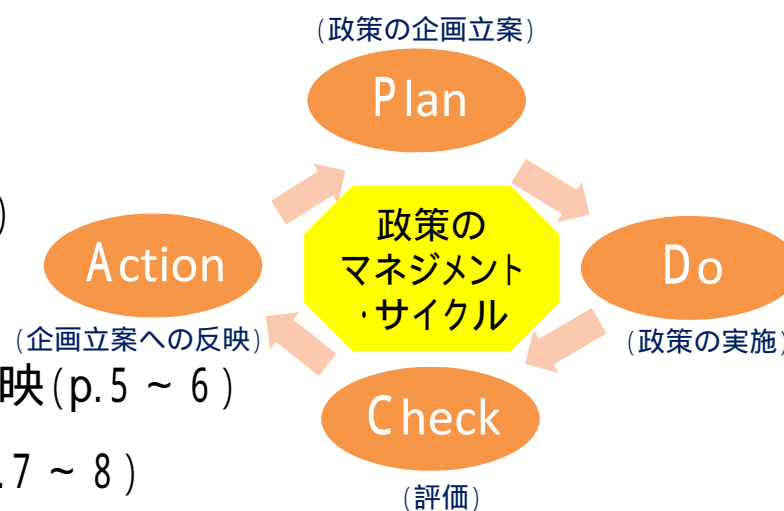 (政策の企画立案)
Plan
)
政策の
マネジメント
・サイクル
Action
Do
(企画立案への反映)
(政策の実施)
映(p.5 ~ 6 )
Check
.7 ~ 8 )
(評価)